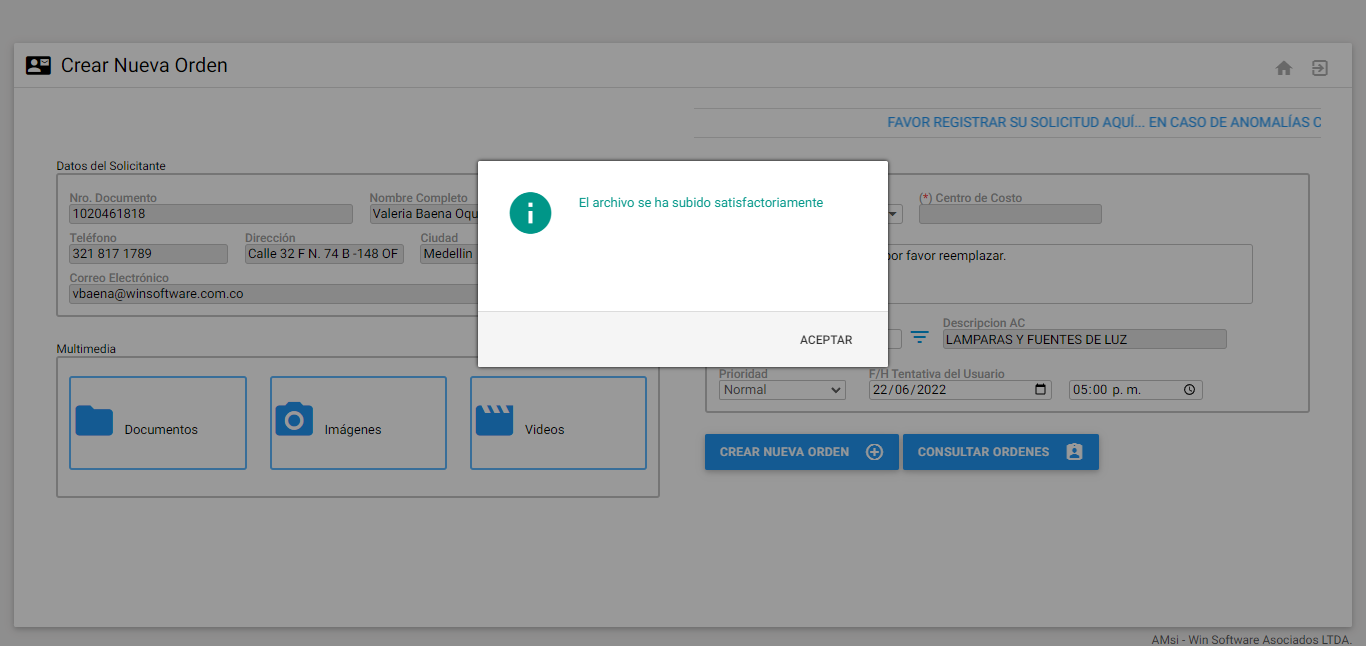 Crear Nueva Orden
FAVOR REGISTRAR SU SOLICITUD AQUÍ... EN CASO DE ANOMALÍAS
Datos del Solicitante
Nro. Documento
1020461818
Nombre Completo
Valeria Baena
Teléfono
321 817 1789
Dirección
Calle 32 F N. 74 B -148 OF
Ciudad
Medellin
Correo Electrónico
vbaena@winsoftware.com.co
El archivo se ha subido satisfactoriamente
ACEPTAR
(*) Centro de Costo
por favor reemplazar.
Descripcion AC
LAMPARAS Y FUENTES DE LUZ
Prioridad
Normal
F/H Tentativa del Usuario
22/06/2022
05:00 p. m.
Multimedia
Documentos
Imágenes
Videos
CREAR NUEVA ORDEN
CONSULTAR ORDENES
AMsi - Win Software Asociados LTDA.